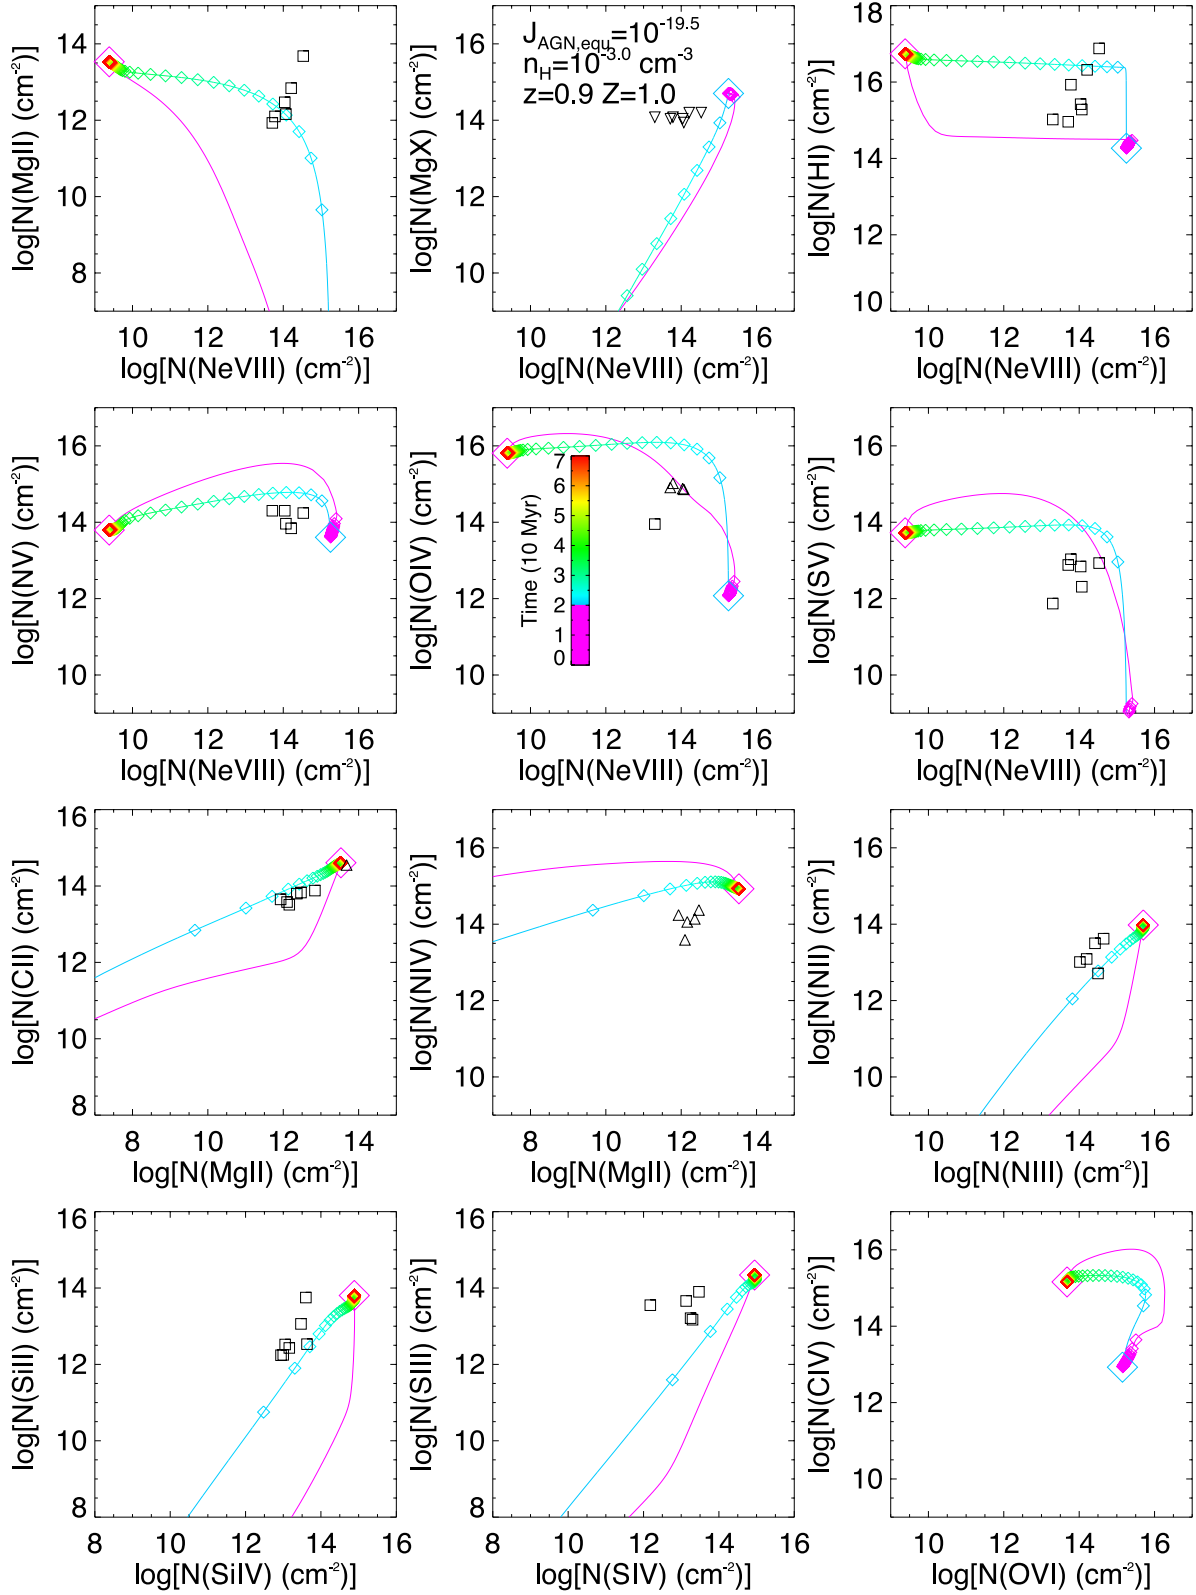 J_AGN,equ=10^-19.5
n_H=10^-3.0 cm^-3
z=0.9 Z=1.0
log[N(MgII) (cm^-2)]
14
12
10
8
10 12 14 16
log[N(NeVIII) (cm^-2)]
log[N(MgX) (cm^-2)]
16
14
12
10
10 12 14 16
log[N(NeVIII) (cm^-2)]
log[N(HI) (cm^-2)]
18
16
14
12
10
10 12 14 16
log[N(NeVIII) (cm^-2)]
log[N(NV) (cm^-2)]
16
14
12
10
10 12 14 16
log[N(NeVIII) (cm^-2)]
log[N(OIV) (cm^-2)]
16
14
12
10
Time (10 Myr)
7
6
5
4
3
2
1
0
10 12 14 16
log[N(NeVIII) (cm^-2)]
log[N(SV) (cm^-2)]
16
14
12
10
10 12 14 16
log[N(NeVIII) (cm^-2)]
log[N(CII) (cm^-2)]
16
14
12
10
8
8 10 12 14
log[N(MgII) (cm^-2)]
log[N(NIV) (cm^-2)]
16
14
12
10
8 10 12 14
log[N(MgII) (cm^-2)]
log[N(NII) (cm^-2)]
16
14
12
10
10 12 14 16
log[N(NIII) (cm^-2)]
log[N(SiII) (cm^-2)]
16
14
12
10
8
8 10 12 14 16
log[N(SiIV) (cm^-2)]
log[N(SIII) (cm^-2)]
16
14
12
10
8
8 10 12 14 16
log[N(SIV) (cm^-2)]
log[N(CIV) (cm^-2)]
16
14
12
10
10 12 14 16
log[N(OVI) (cm^-2)]